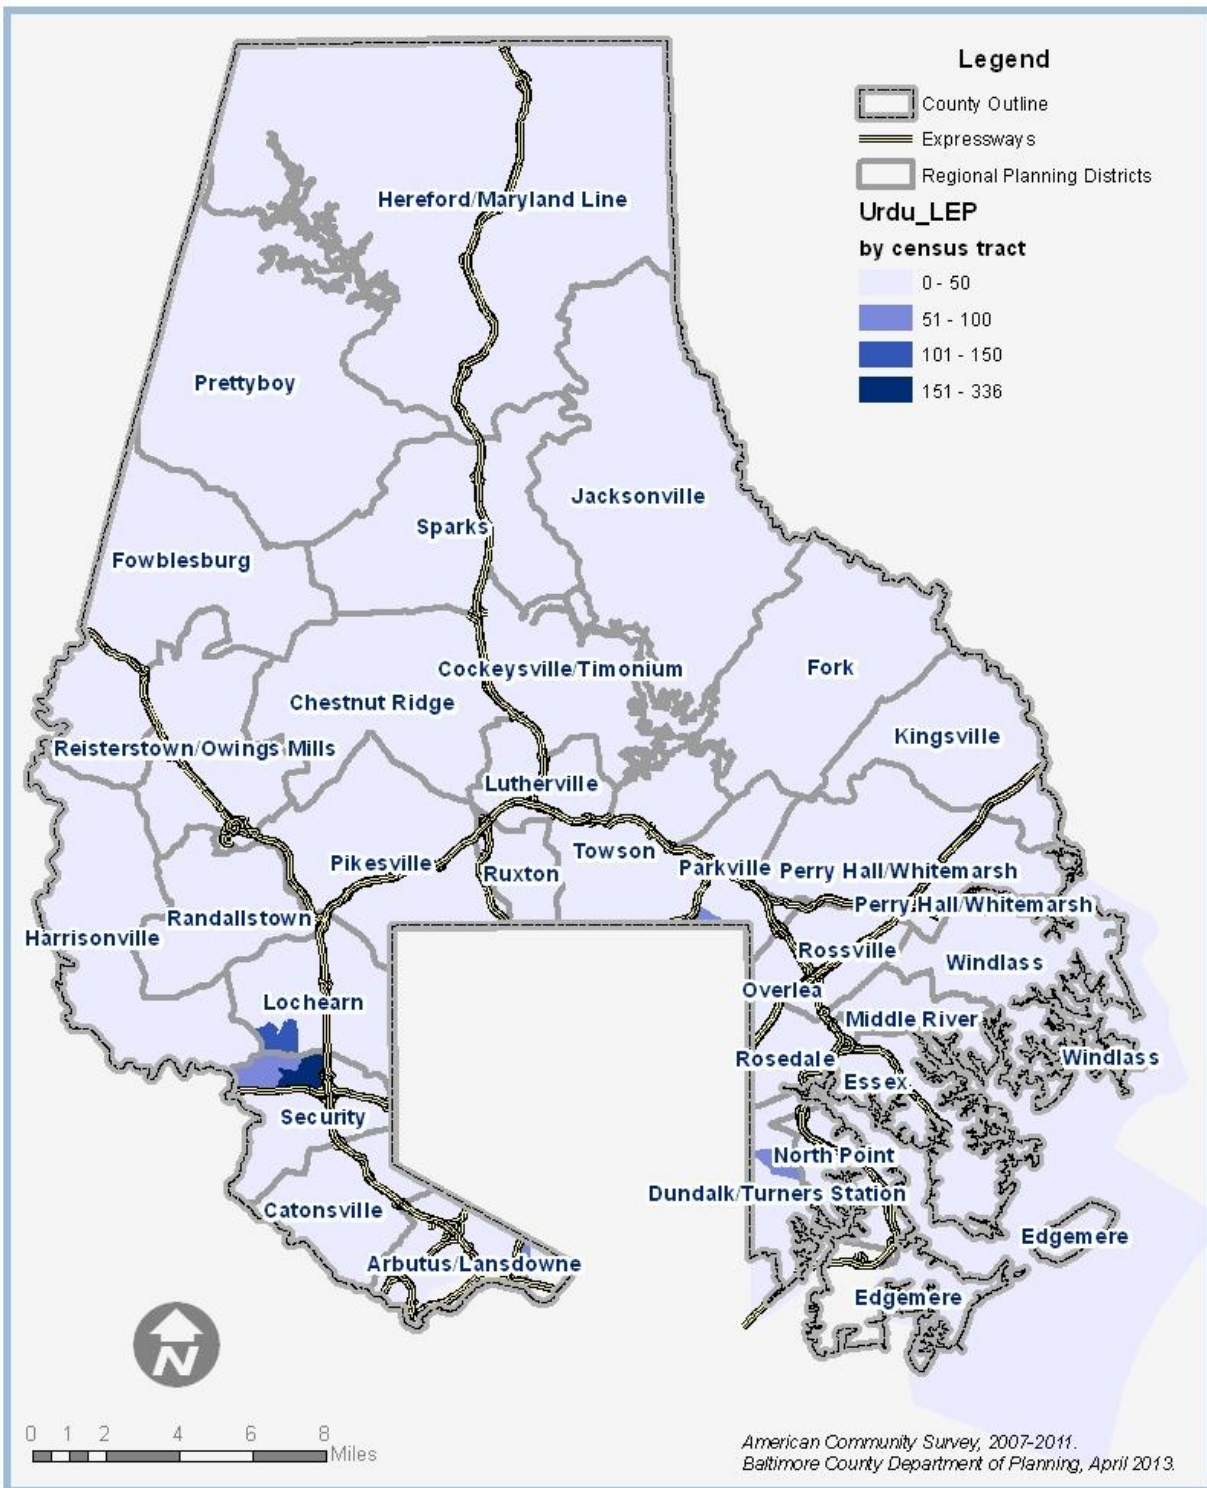 Legend
County Outline
Expressways
Regional Planning Districts
Urdu_LEP
by census tract
0 - 50
51 - 100
101 - 150
151 - 336
Hereford/Maryland Line
Prettyboy
Jacksonville
Sparks
Fowblesburg
Cockeysville/Timonium
Fork
Chestnut Ridge
Kingsville
Reisterstown/Owings Mills
Lutherville
Towson
Pikesville
Ruxton
Parkville
Perry Hall/Whitemarsh
Perry Hall/Whitemarsh
Randallstown
Harrisonville
Rossville
Windlass
Overlea
Lochearn
Middle River
Rosedale
Windlass
Essex
Security
North Point
Dundalk/Turners Station
Catonsville
Edgemere
Arbutus/Lansdowne
Edgemere
N
0 1 2 4 6 8
Miles
American Community Survey, 2007-2011.
Baltimore County Department of Planning, April 2013.